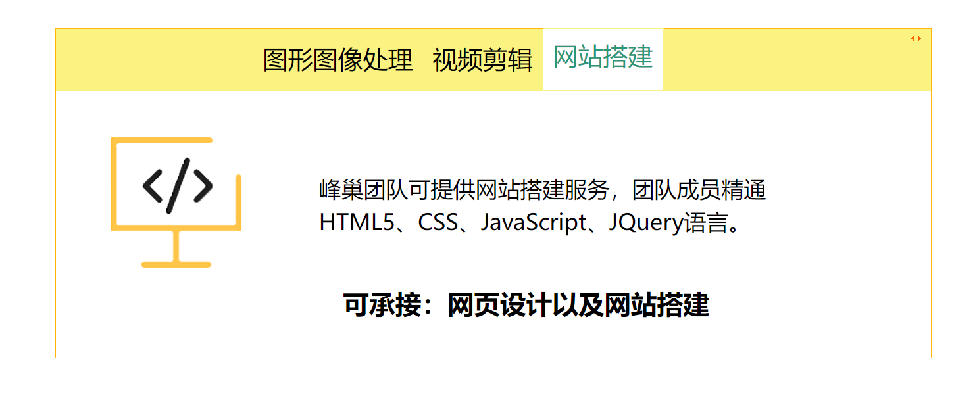 图形图像处理 视频剪辑 网站搭建
</>
峰巢团队可提供网站搭建服务，团队成员精通
HTML5、CSS、JavaScript、JQuery语言。
可承接：网页设计以及网站搭建